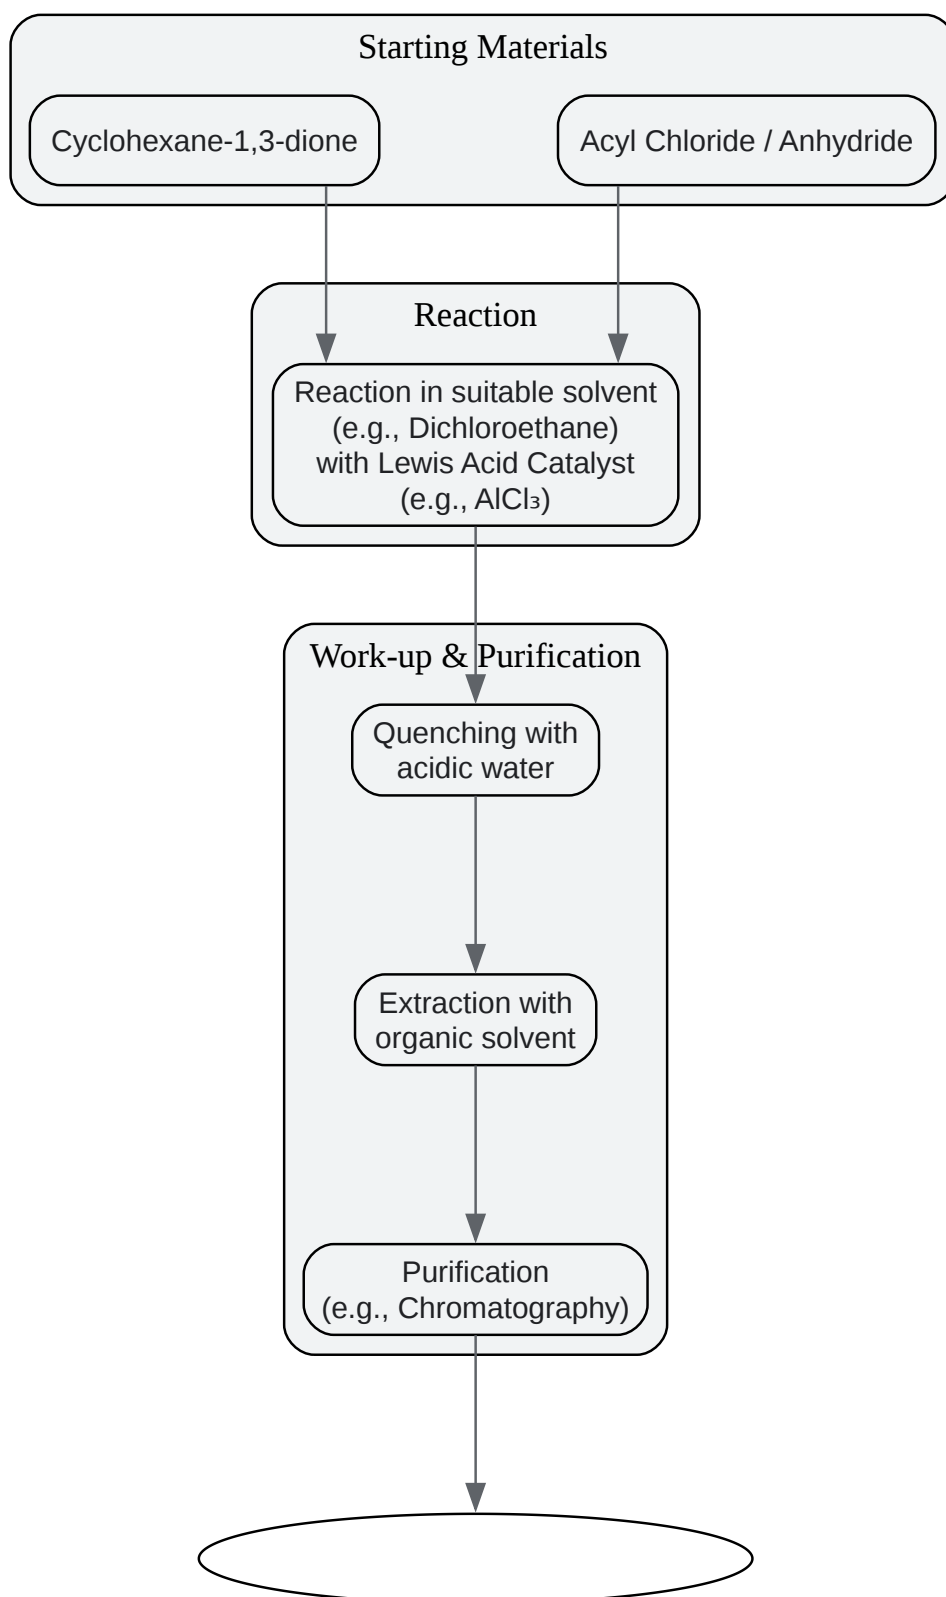 Starting Materials
Cyclohexane-1,3-dione
Acyl Chloride / Anhydride
Reaction
Reaction in suitable solvent
(e.g., Dichloroethane)
with Lewis Acid Catalyst
(e.g., AlCl₃)
Work-up & Purification
Quenching with
acidic water
Extraction with
organic solvent
Purification
(e.g., Chromatography)